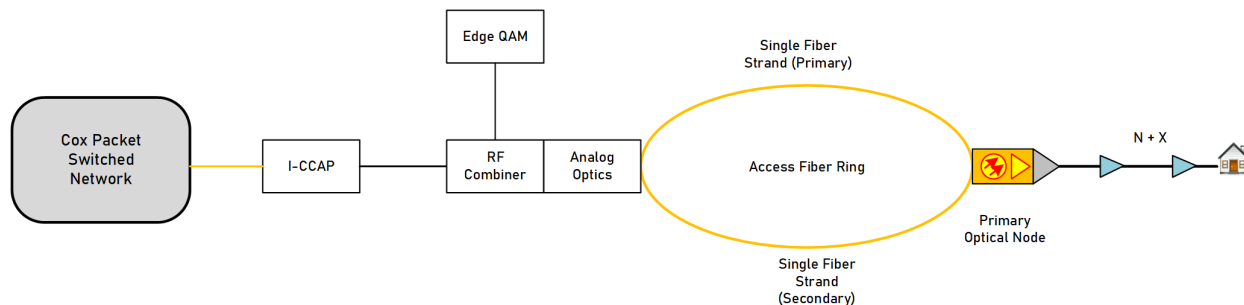 Edge QAM
Single Fiber
Strand (Primary)
Cox Packet
Switched
Network
I-CCAP
RF
Combiner
Analog
Optics
Access Fiber Ring
N + X
Primary
Optical Node
Single Fiber
Strand
(Secondary)